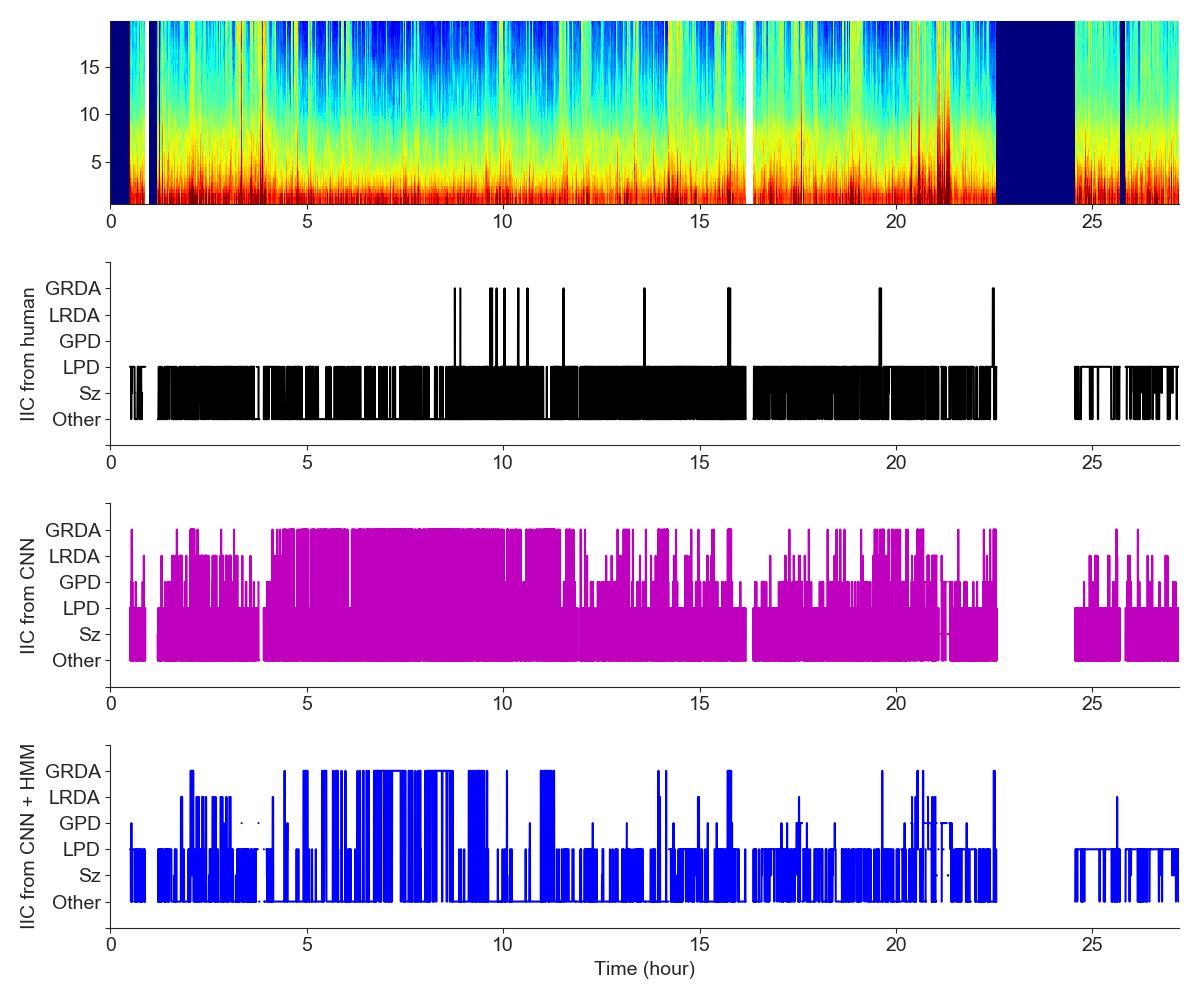 15
10
5
0 5 10 15 20 25
IIC from human
GRDA
LRDA
GPD
LPD
Sz
Other
0 5 10 15 20 25
IIC from CNN
GRDA
LRDA
GPD
LPD
Sz
Other
0 5 10 15 20 25
IIC from CNN + HMM
GRDA
LRDA
GPD
LPD
Sz
Other
0 5 10 15 20 25
Time (hour)